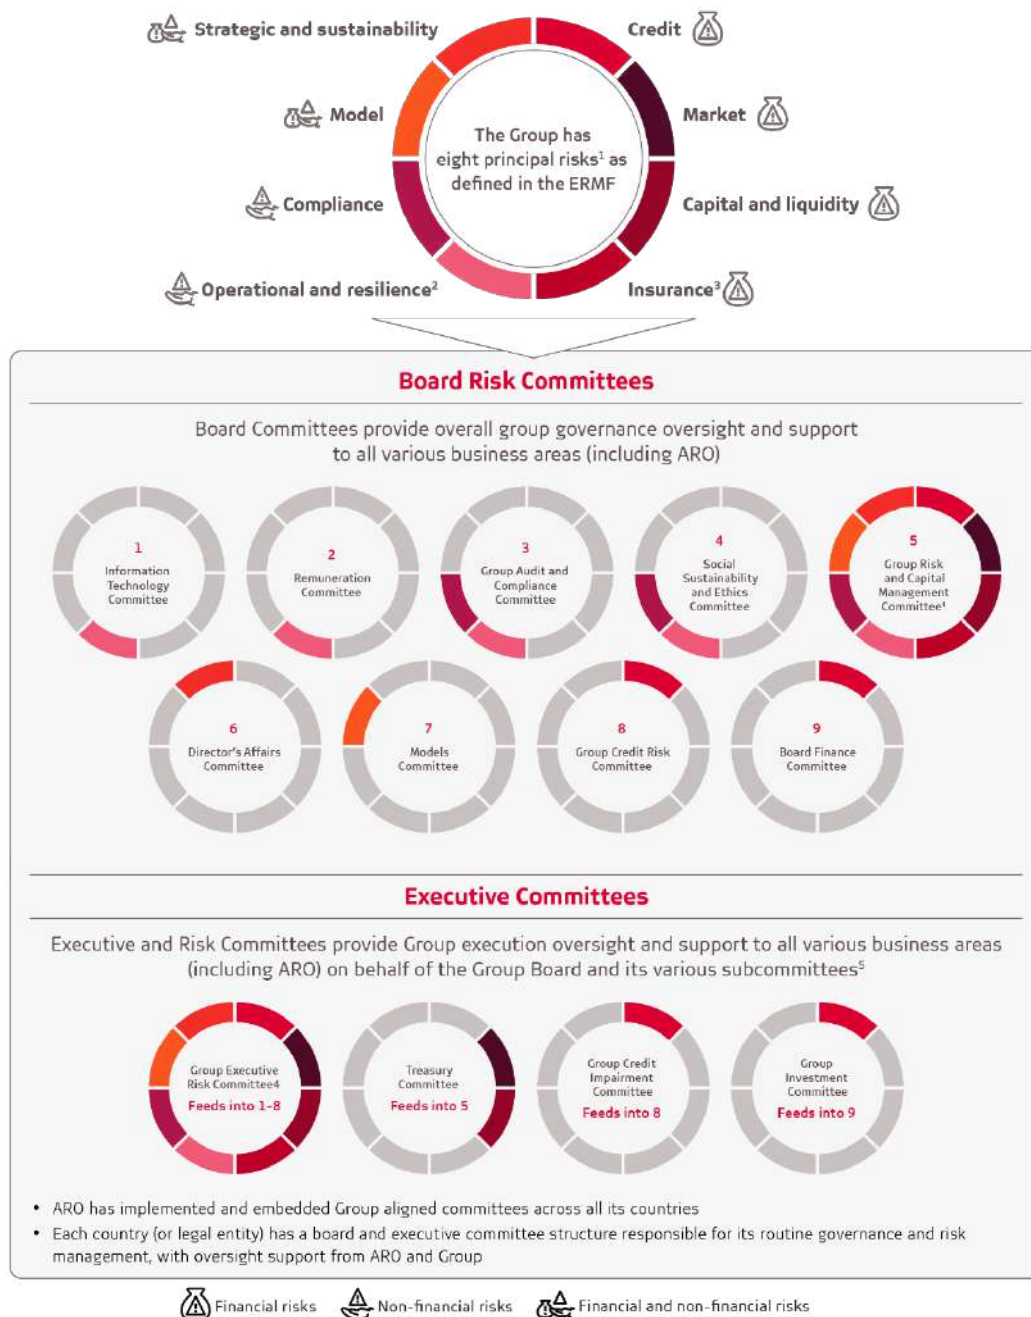 Strategic and sustainability
Credit
Model
Market
The Group has
eight principal risks¹ as
defined in the ERMF
Compliance
Capital and liquidity
Operational and resilience²
Insurance³
Board Risk Committees
Board Committees provide overall group governance oversight and support
to all various business areas (including ARO)
1
Information
Technology
Committee
2
Remuneration
Committee
3
Group Audit and
Compliance
Committee
4
Social
Sustainability
and Ethics
Committee
5
Group Risk
and Capital
Management
Committee⁴
6
Director's Affairs
Committee
7
Models
Committee
8
Group Credit Risk
Committee
9
Board Finance
Committee
Executive Committees
Executive and Risk Committees provide Group execution oversight and support to all various business areas
(including ARO) on behalf of the Group Board and its various subcommittees⁵
Group Executive
Risk Committee4
Feeds into 1-8
Treasury
Committee
Feeds into 5
Group Credit
Impairment
Committee
Feeds into 8
Group
Investment
Committee
Feeds into 9
• ARO has implemented and embedded Group aligned committees across all its countries
• Each country (or legal entity) has a board and executive committee structure responsible for its routine governance and risk
management, with oversight support from ARO and Group
Financial risks
Non-financial risks
Financial and non-financial risks